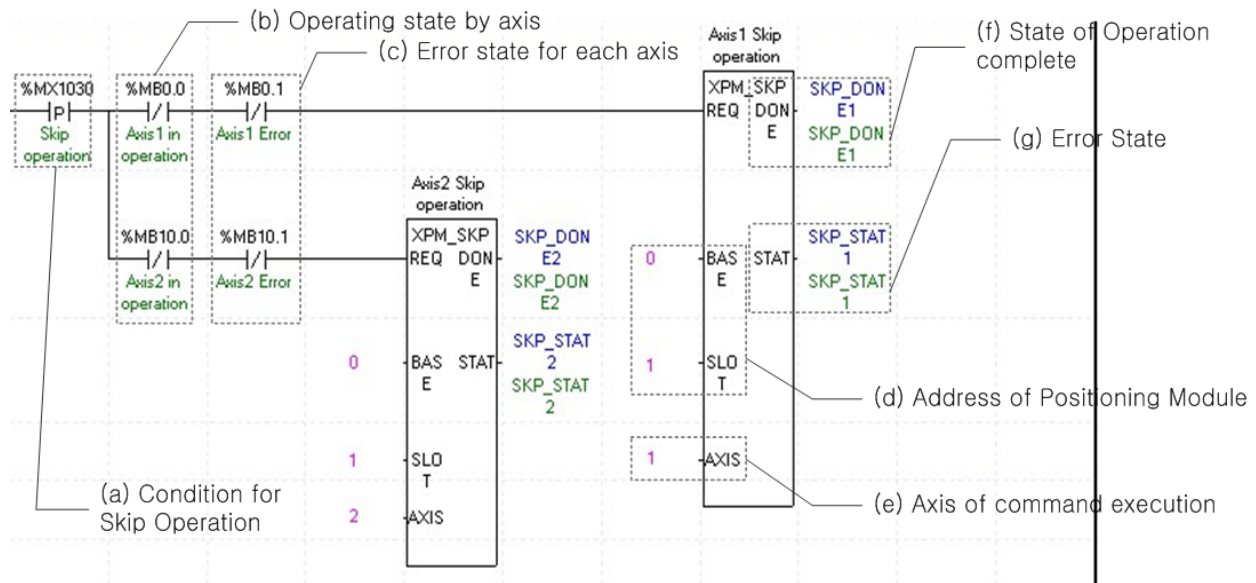 (b) Operating state by axis
(c) Error state for each axis
Axis1 Skip
operation
(f) State of Operation
complete
%MX1030
%MB0.0
%MB0.1
P
Skip
operation
Axis1 in
operation
Axis1 Error
XPM_SKP
REQ DON
E
SKP_DON
E1
SKP_DON
E1
(g) Error State
Axis2 Skip
operation
%MB10.0
%MB10.1
Axis2 in
operation
Axis2 Error
XPM_SKP
REQ DON
E
SKP_DON
E2
SKP_DON
E2
0
BAS
E
STAT
SKP_STAT
1
SKP_STAT
1
0
BAS
E
STAT
SKP_STAT
2
SKP_STAT
2
1
SLO
T
(d) Address of Positioning Module
1
SLO
T
1
AXIS
(a) Condition for
Skip Operation
2
AXIS
(e) Axis of command execution